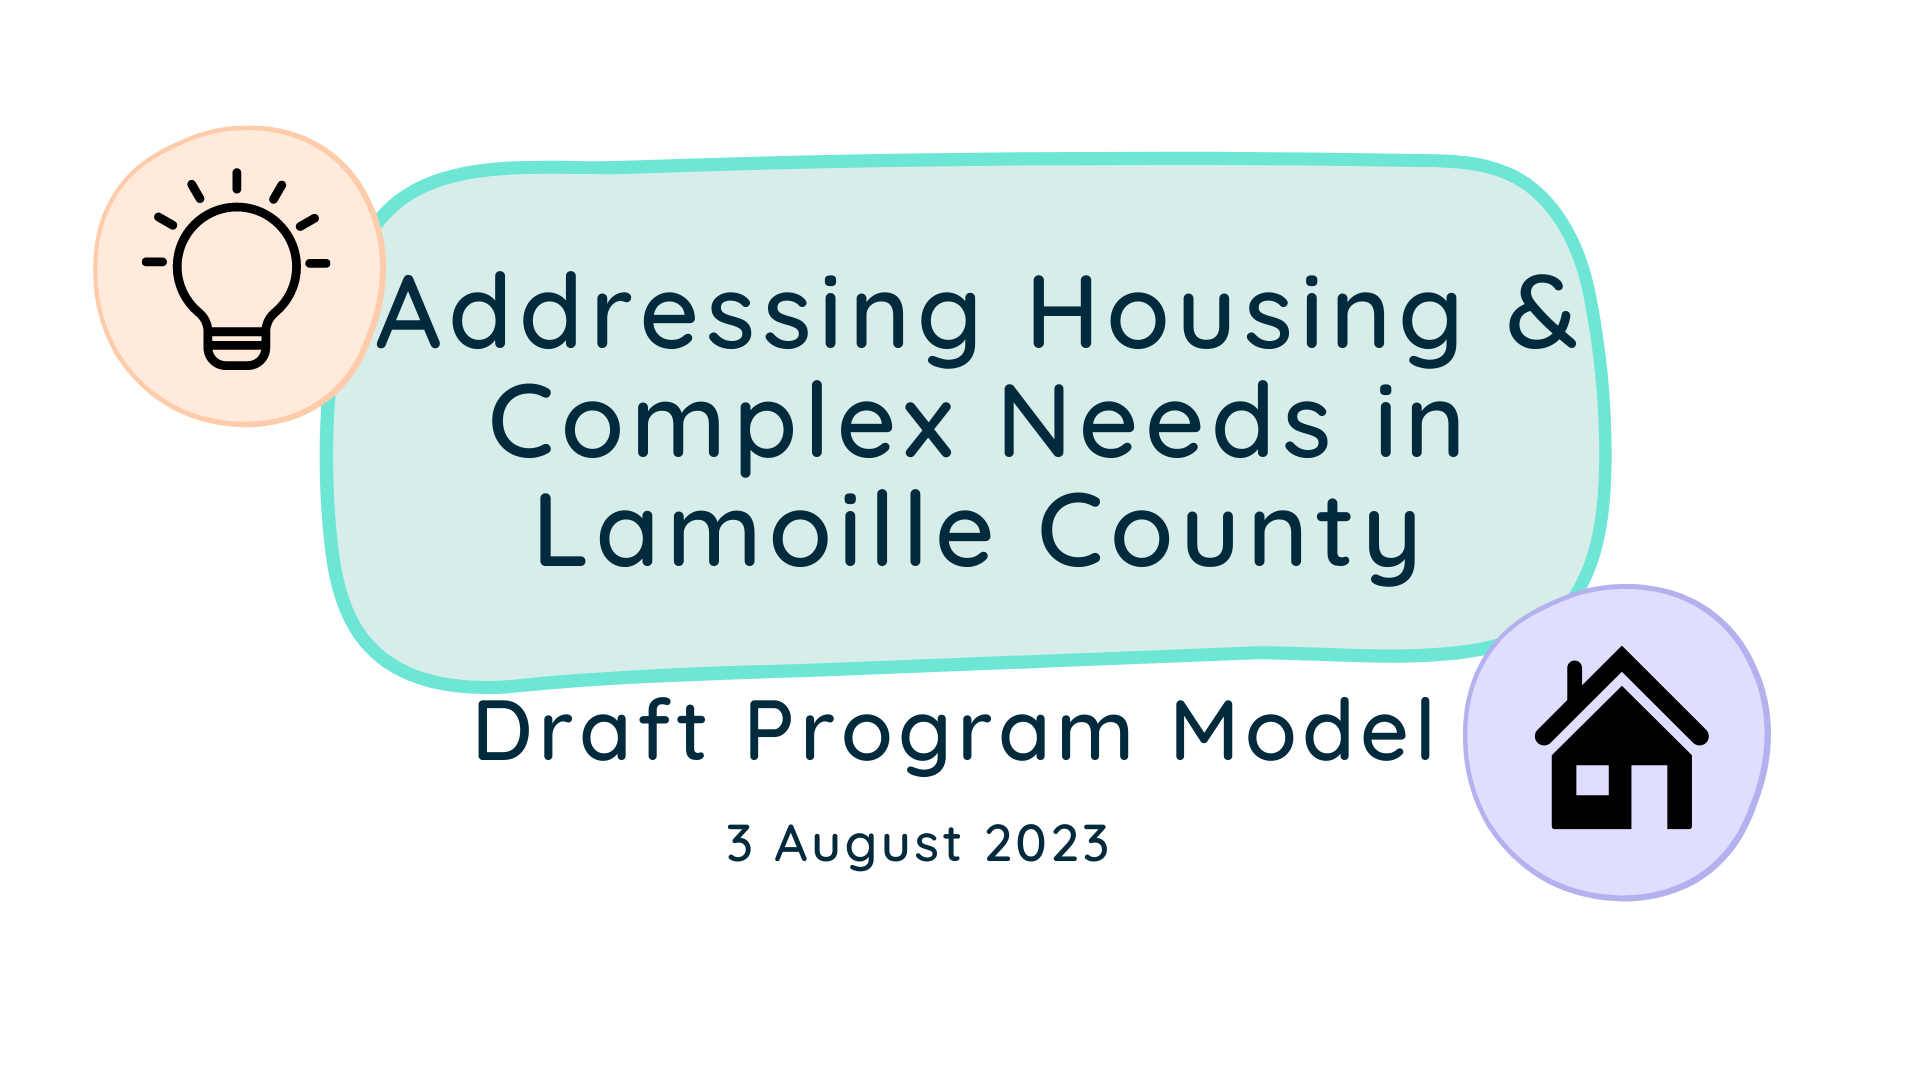 Addressing Housing &
Complex Needs in
Lamoille County
Draft Program Model
3 August 2023